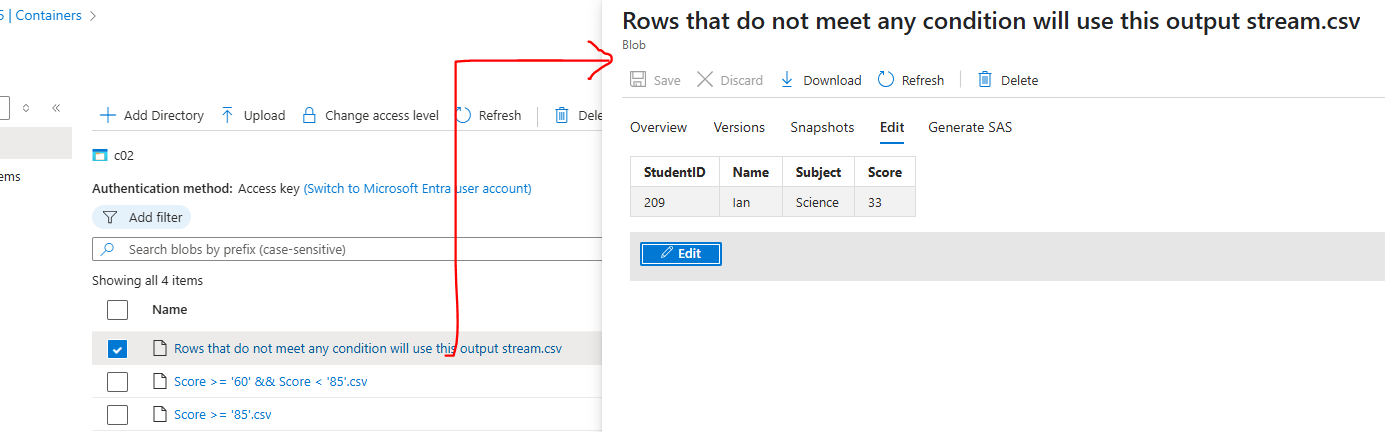 5 | Containers
Add Directory Upload Change access level Refresh Dele
ems
c02
Authentication method: Access key (Switch to Microsoft Entra user account)
Add filter
Search blobs by prefix (case-sensitive)
Showing all 4 items
Name
Rows that do not meet any condition will use this output stream.csv
Score >= '60' && Score < '85'.csv
Score >= '85'.csv
Rows that do not meet any condition will use this output stream.csv
Blob
Save Discard Download Refresh Delete
Overview Versions Snapshots Edit Generate SAS
StudentID Name Subject Score
209 Ian Science 33
Edit